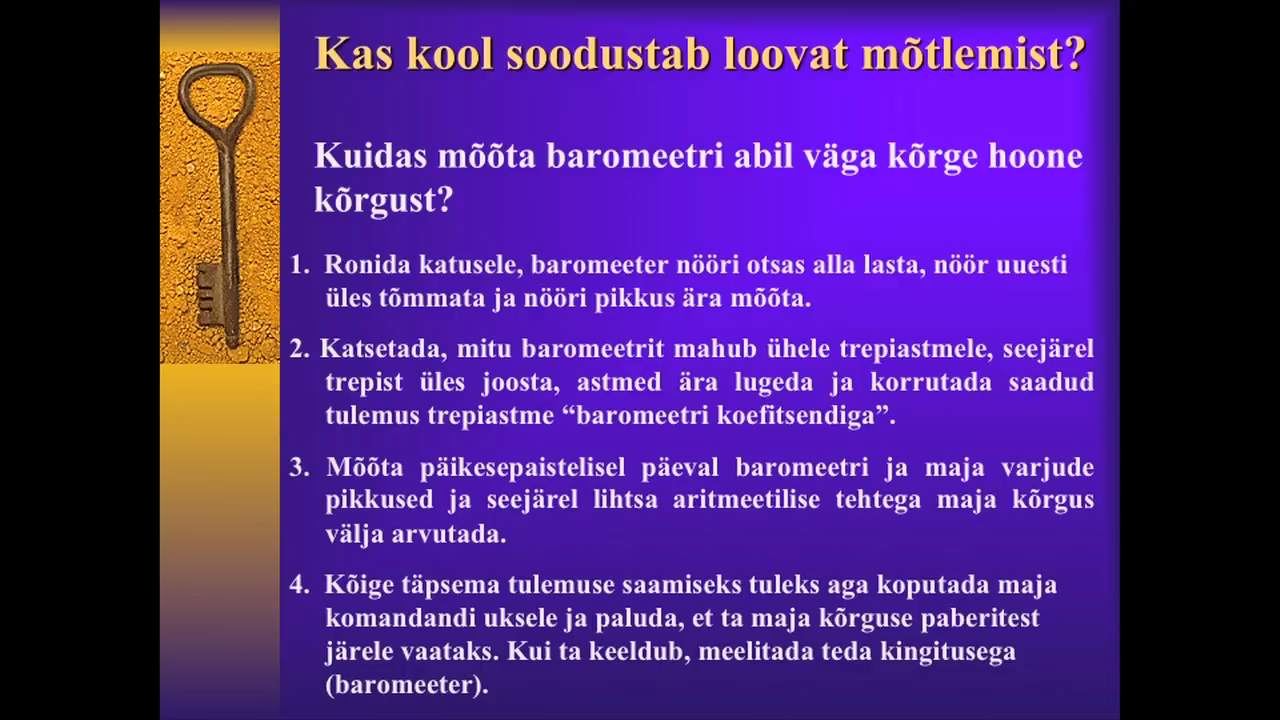 Kas kool soodustab loovat mõtlemist?
Kuidas mõõta baromeetri abil väga kõrge hoone
kõrgust?
1. Ronida katusele, baromeeter nööri otsas alla lasta, nöör uuesti
üles tõmmata ja nööri pikkus ära mõõta.
2. Katsetada, mitu baromeetrit mahub ühele trepiastmele, seejärel
trepist üles joosta, astmed ära lugeda ja korrutada saadud
tulemus trepiastme “baromeetri koefitsendiga”.
3. Mõõta päikesepaistelisel päeval baromeetri ja maja varjude
pikkused ja seejärel lihtsa aritmeetilise tehtega maja kõrgus
välja arvutada.
4. Kõige täpsema tulemuse saamiseks tuleks aga koputada maja
komandandi uksele ja paluda, et ta maja kõrguse paberitest
järele vaataks. Kui ta keeldub, meelitada teda kingitusega
(baromeeter).